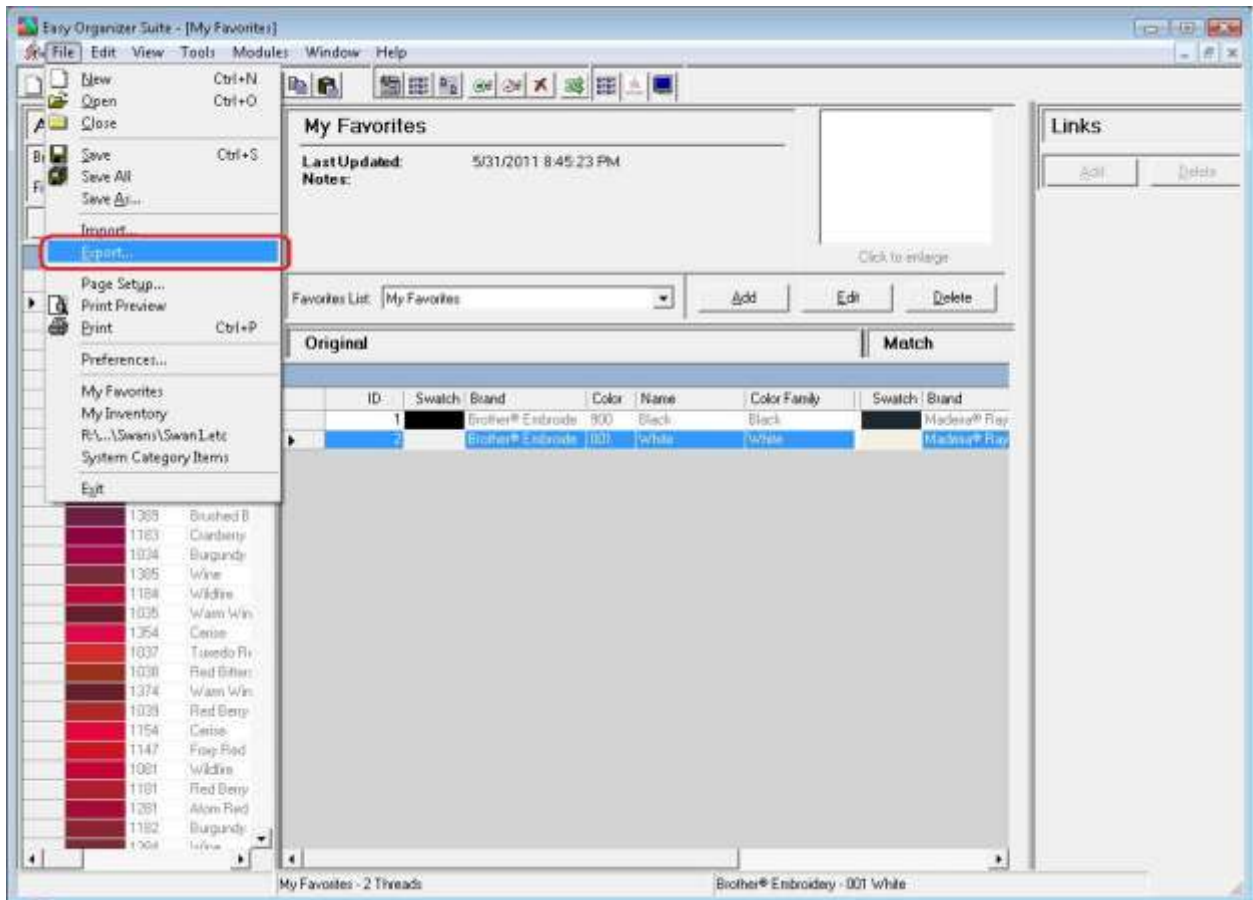 Easy Organizer Suite - [My Favorites]
File Edit View Tools Modules Window Help
New Ctrl+N
Open Ctrl+O
Close
Save Ctrl+S
Save All
Save As...
Import...
Export...
Page Setup...
Print Preview
Print Ctrl+P
Preferences...
My Favorites
My Inventory
R:\...\Swans\Swan1.etc
System Category Items
Exit
My Favorites
Last Updated: 5/31/2011 8:45:23 PM
Notes:
Click to enlarge
Favorites List: My Favorites Add Edit Delete
Original Match
ID Swatch Brand Color Name Color Family Swatch Brand
1 Brother® Embroide 900 Black Black Madeira® Ray
2 Brother® Embroide 001 White White Madeira® Ray
Links
Add Delete
1389 Brushed B
1183 Cranberry
1034 Burgundy
1385 Wine
1184 Wildfire
1035 Warm Win
1354 Cerise
1037 Tuxedo R
1038 Red Bitter
1374 Warm Win
1039 Red Berry
1154 Cerise
1147 Foxy Red
1081 Wildfire
1181 Red Berry
1281 Atom Red
1182 Burgundy
My Favorites - 2 Threads
Brother® Embroidery - 001 White